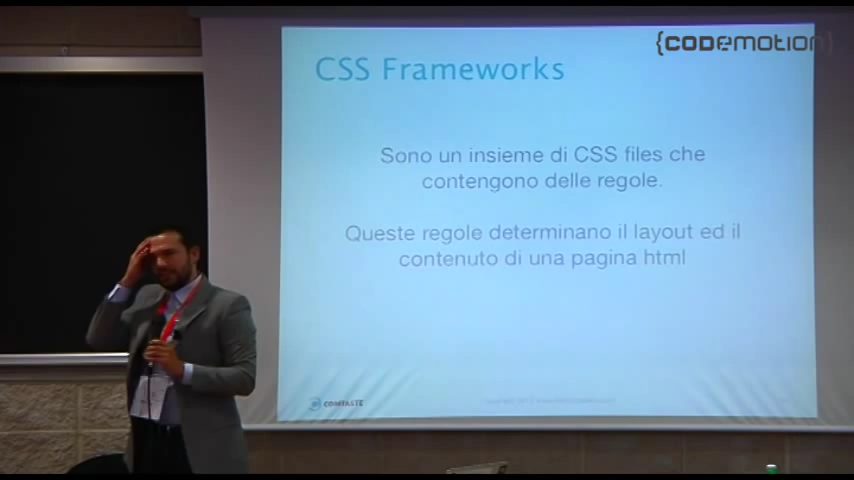 {CODEMOTION}
CSS Frameworks
Sono un insieme di CSS files che
contengono delle regole.
Queste regole determinano il layout ed il
contenuto di una pagina html
COMTASTE